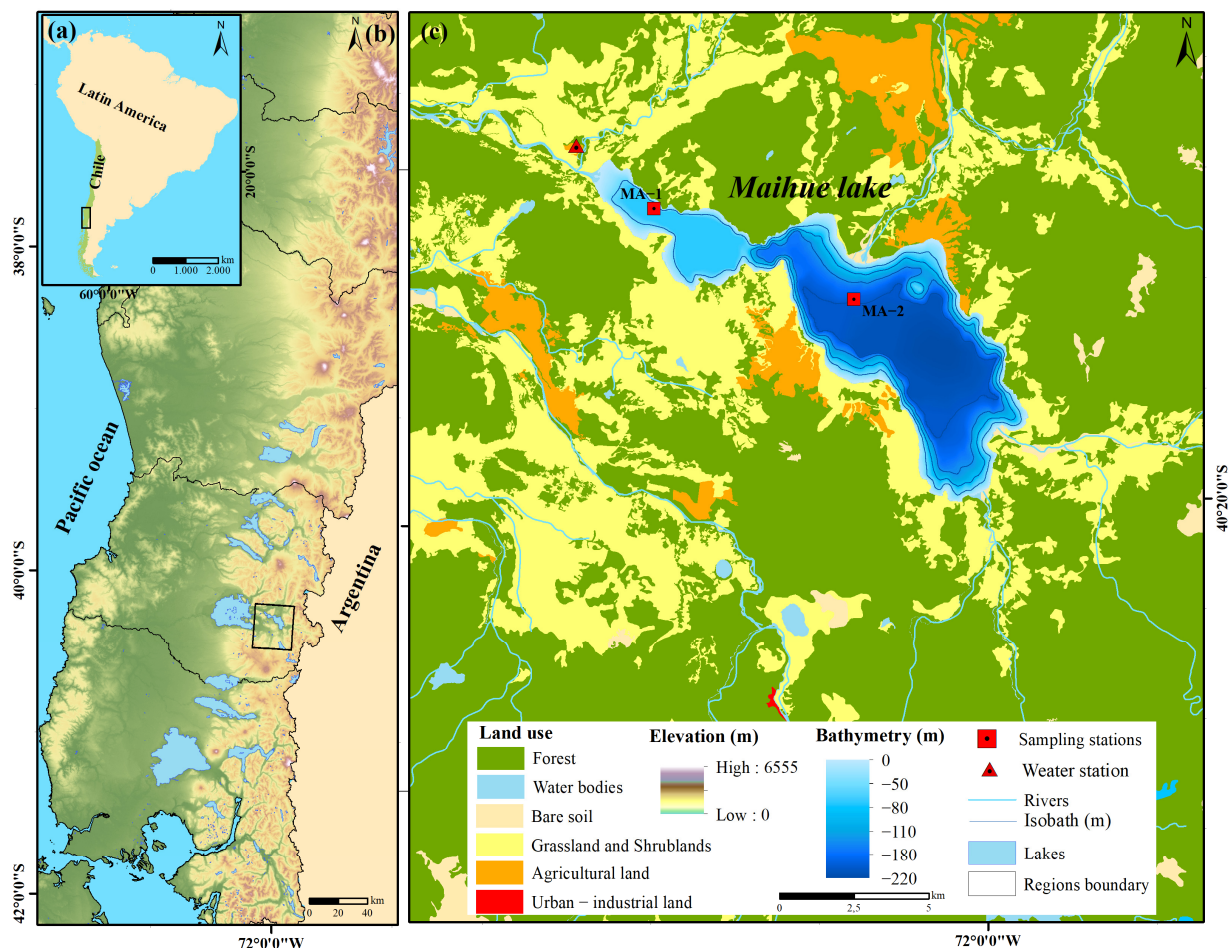 (a)
N
Latin America
Chile
0 1.000 2.000 km
20°0'0"S
60°0'0"W
N
(b)
38°0'0"S
40°0'0"S
42°0'0"S
Pacific ocean
Argentina
0 20 40 km
72°0'0"W
(c)
N
Maihue lake
MA−1
MA−2
40°20'0"S
72°0'0"W
Land use
Forest
Water bodies
Bare soil
Grassland and Shrublands
Agricultural land
Urban − industrial land
Elevation (m)
High : 6555
Low : 0
Bathymetry (m)
0
−50
−80
−110
−180
−220
0 2,5 5 km
Sampling stations
Weater station
Rivers
Isobath (m)
Lakes
Regions boundary